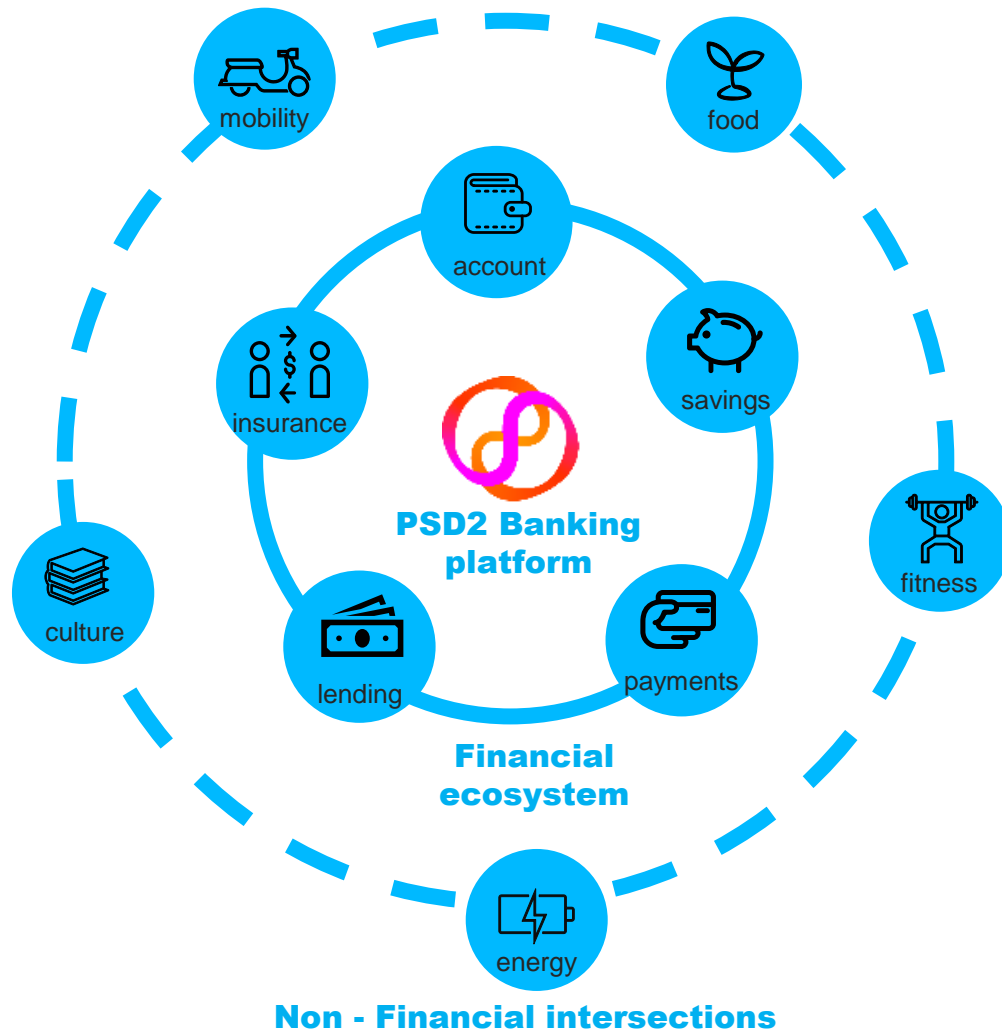 mobility
food
account
savings
insurance
$
PSD2 Banking
platform
fitness
culture
lending
payments
Financial
ecosystem
energy
Non - Financial intersections